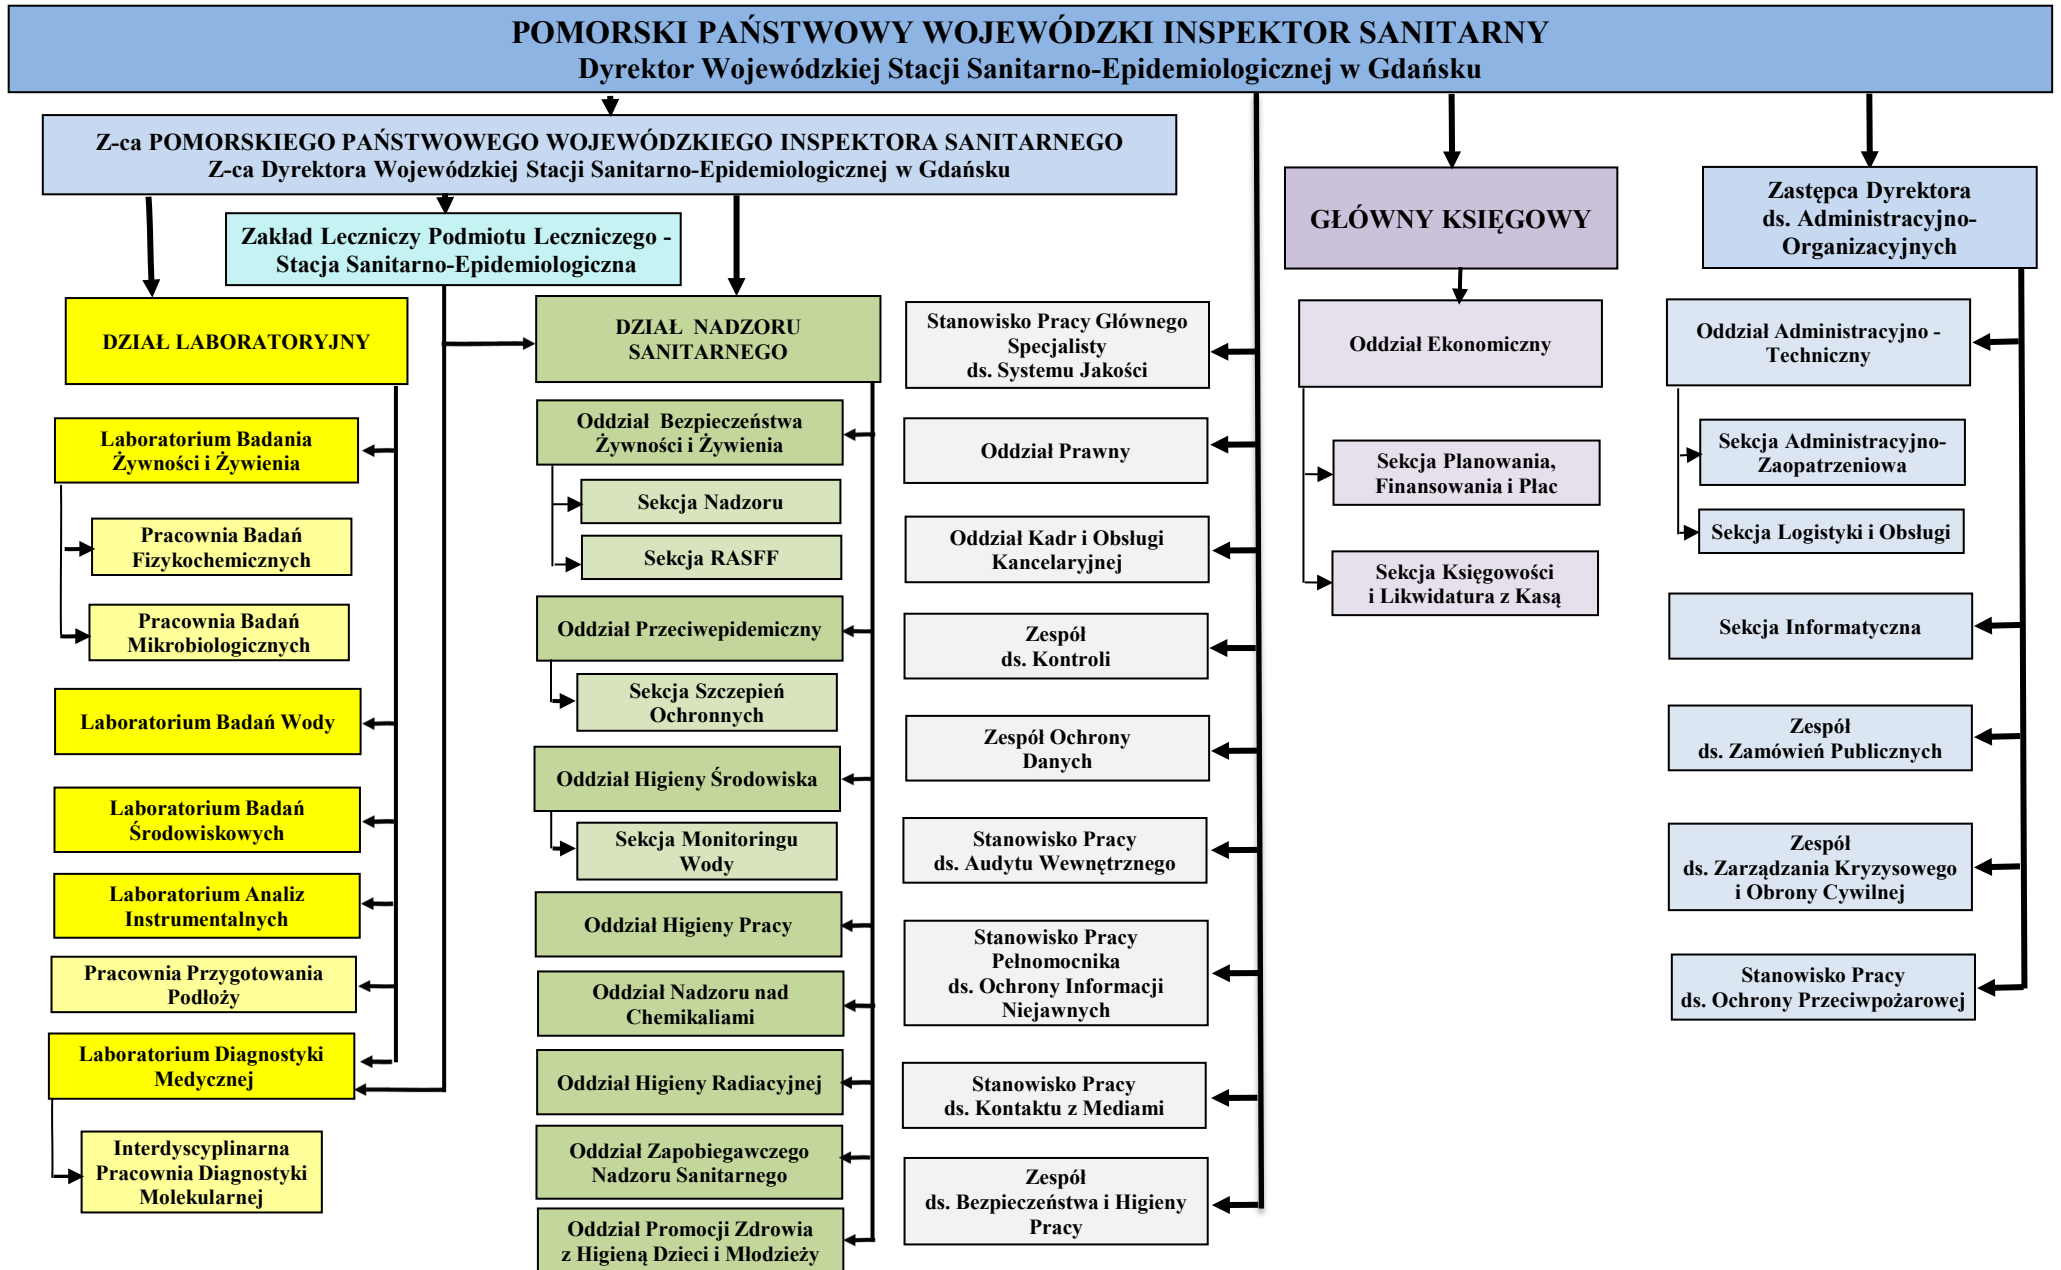 POMORSKI PAŃSTWOWY WOJEWÓDZKI INSPEKTOR SANITARNY
Dyrektor Wojewódzkiej Stacji Sanitarno-Epidemiologicznej w Gdańsku
Z-ca POMORSKIEGO PAŃSTWOWEGO WOJEWÓDZKIEGO INSPEKTORA SANITARNEGO
Z-ca Dyrektora Wojewódzkiej Stacji Sanitarno-Epidemiologicznej w Gdańsku
Zakład Leczniczy Podmiotu Leczniczego -
Stacja Sanitarno-Epidemiologiczna
DZIAŁ LABORATORYJNY
Laboratorium Badania
Żywności i Żywienia
Pracownia Badań
Fizykochemicznych
Pracownia Badań
Mikrobiologicznych
Laboratorium Badań Wody
Laboratorium Badań
Środowiskowych
Laboratorium Analiz
Instrumentalnych
Pracownia Przygotowania
Podłoży
Laboratorium Diagnostyki
Medycznej
Interdyscyplinarna
Pracownia Diagnostyki
Molekularnej
DZIAŁ NADZORU
SANITARNEGO
Oddział Bezpieczeństwa
Żywności i Żywienia
Sekcja Nadzoru
Sekcja RASFF
Oddział Przeciwepidemiczny
Sekcja Szczepień
Ochronnych
Oddział Higieny Środowiska
Sekcja Monitoringu
Wody
Oddział Higieny Pracy
Oddział Nadzoru nad
Chemikaliami
Oddział Higieny Radiacyjnej
Oddział Zapobiegawczego
Nadzoru Sanitarnego
Oddział Promocji Zdrowia
z Higieną Dzieci i Młodzieży
Stanowisko Pracy Głównego
Specjalisty
ds. Systemu Jakości
Oddział Prawny
Oddział Kadr i Obsługi
Kancelaryjnej
Zespół
ds. Kontroli
Zespół Ochrony
Danych
Stanowisko Pracy
ds. Audytu Wewnętrznego
Stanowisko Pracy
Pełnomocnika
ds. Ochrony Informacji
Niejawnych
Stanowisko Pracy
ds. Kontaktu z Mediami
Zespół
ds. Bezpieczeństwa i Higieny
Pracy
GŁÓWNY KSIĘGOWY
Oddział Ekonomiczny
Sekcja Planowania,
Finansowania i Płac
Sekcja Księgowości
i Likwidatura z Kasą
Zastępca Dyrektora
ds. Administracyjno-
Organizacyjnych
Oddział Administracyjno -
Techniczny
Sekcja Administracyjno-
Zaopatrzeniowa
Sekcja Logistyki i Obsługi
Sekcja Informatyczna
Zespół
ds. Zamówień Publicznych
Zespół
ds. Zarządzania Kryzysowego
i Obrony Cywilnej
Stanowisko Pracy
ds. Ochrony Przeciwpożarowej